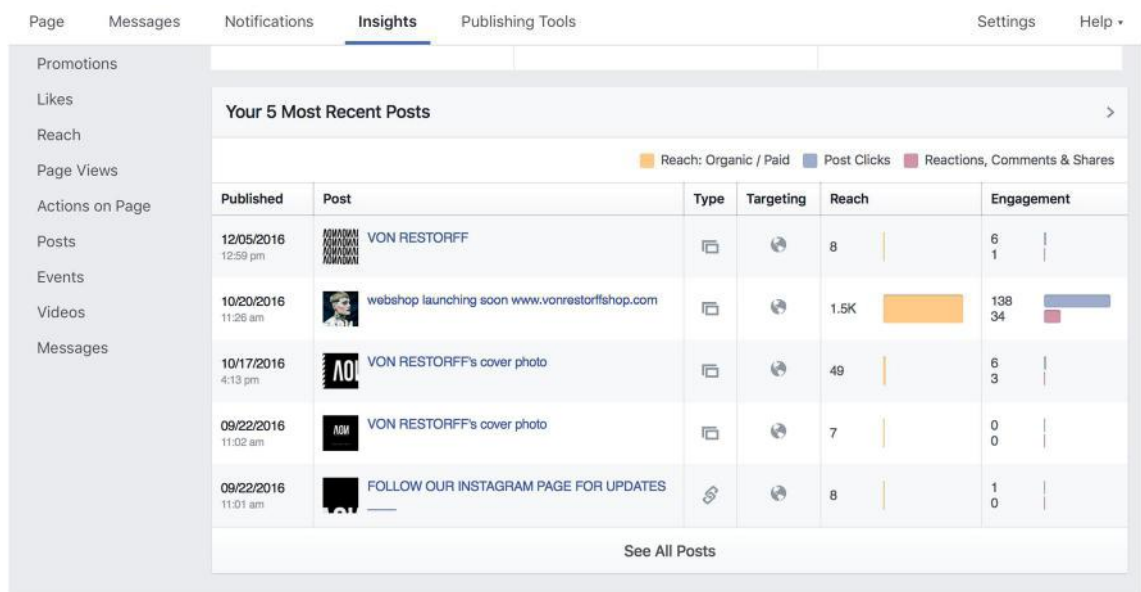 Page Messages Notifications Insights Publishing Tools Settings Help
Promotions
Likes
Reach
Page Views
Actions on Page
Posts
Events
Videos
Messages
Your 5 Most Recent Posts
Reach: Organic / Paid Post Clicks Reactions, Comments & Shares
Published Post Type Targeting Reach Engagement
12/05/2016 VON RESTORFF 8 6
12:59 pm 1
10/20/2016 webshop launching soon www.vonrestorffshop.com 1.5K 138
11:26 am 34
10/17/2016 VON RESTORFF's cover photo 49 6
4:13 pm 3
09/22/2016 VON RESTORFF's cover photo 7 0
11:02 am 0
09/22/2016 FOLLOW OUR INSTAGRAM PAGE FOR UPDATES 8 1
11:01 am 0
See All Posts